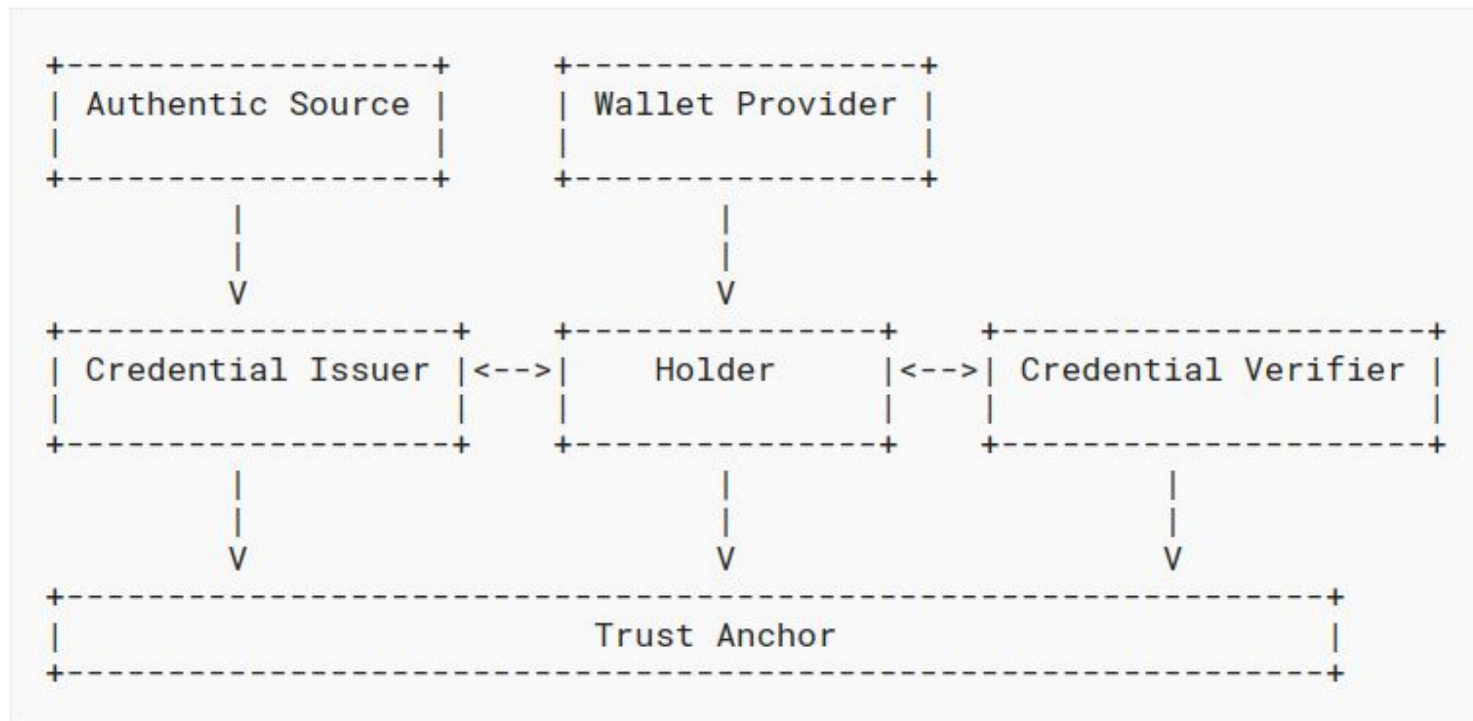 +------------------+     +-----------------+
| Authentic Source |     | Wallet Provider |
|                  |     |                 |
+------------------+     +-----------------+
         |                       |
         |                       |
         V                       V
+-------------------+    +---------------+    +---------------------+
| Credential Issuer |<-->|    Holder     |<-->| Credential Verifier |
|                   |    |               |    |                     |
+-------------------+    +---------------+    +---------------------+
         |                       |                     |
         |                       |                     |
         V                       V                     V
+---------------------------------------------------------------+
|                          Trust Anchor                         |
+---------------------------------------------------------------+